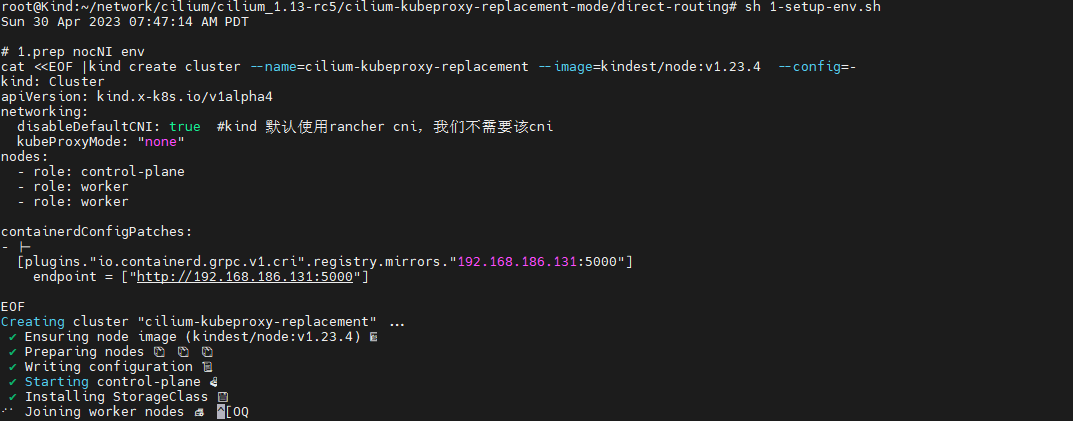 root@Kind:~/network/cilium/cilium_1.13-rc5/cilium-kubeproxy-replacement-mode/direct-routing# sh 1-setup-env.sh
Sun 30 Apr 2023 07:47:14 AM PDT
# 1.prep nocNI env
cat <<EOF |kind create cluster --name=cilium-kubeproxy-replacement --image=kindest/node:v1.23.4  --config=-
kind: Cluster
apiVersion: kind.x-k8s.io/v1alpha4
networking:
  disableDefaultCNI: true  #kind 默认使用rancher cni，我们不需要该cni
  kubeProxyMode: "none"
nodes:
  - role: control-plane
  - role: worker
  - role: worker
containerdConfigPatches:
- |-
  [plugins."io.containerd.grpc.v1.cri".registry.mirrors."192.168.186.131:5000"]
    endpoint = ["http://192.168.186.131:5000"]
EOF
Creating cluster "cilium-kubeproxy-replacement" ...
 ✓ Ensuring node image (kindest/node:v1.23.4) 🖼
 ✓ Preparing nodes 📦 📦 📦
 ✓ Writing configuration 📜
 ✓ Starting control-plane 🕹️
 ✓ Installing StorageClass 💾
   Joining worker nodes 🚜 ^[OQ